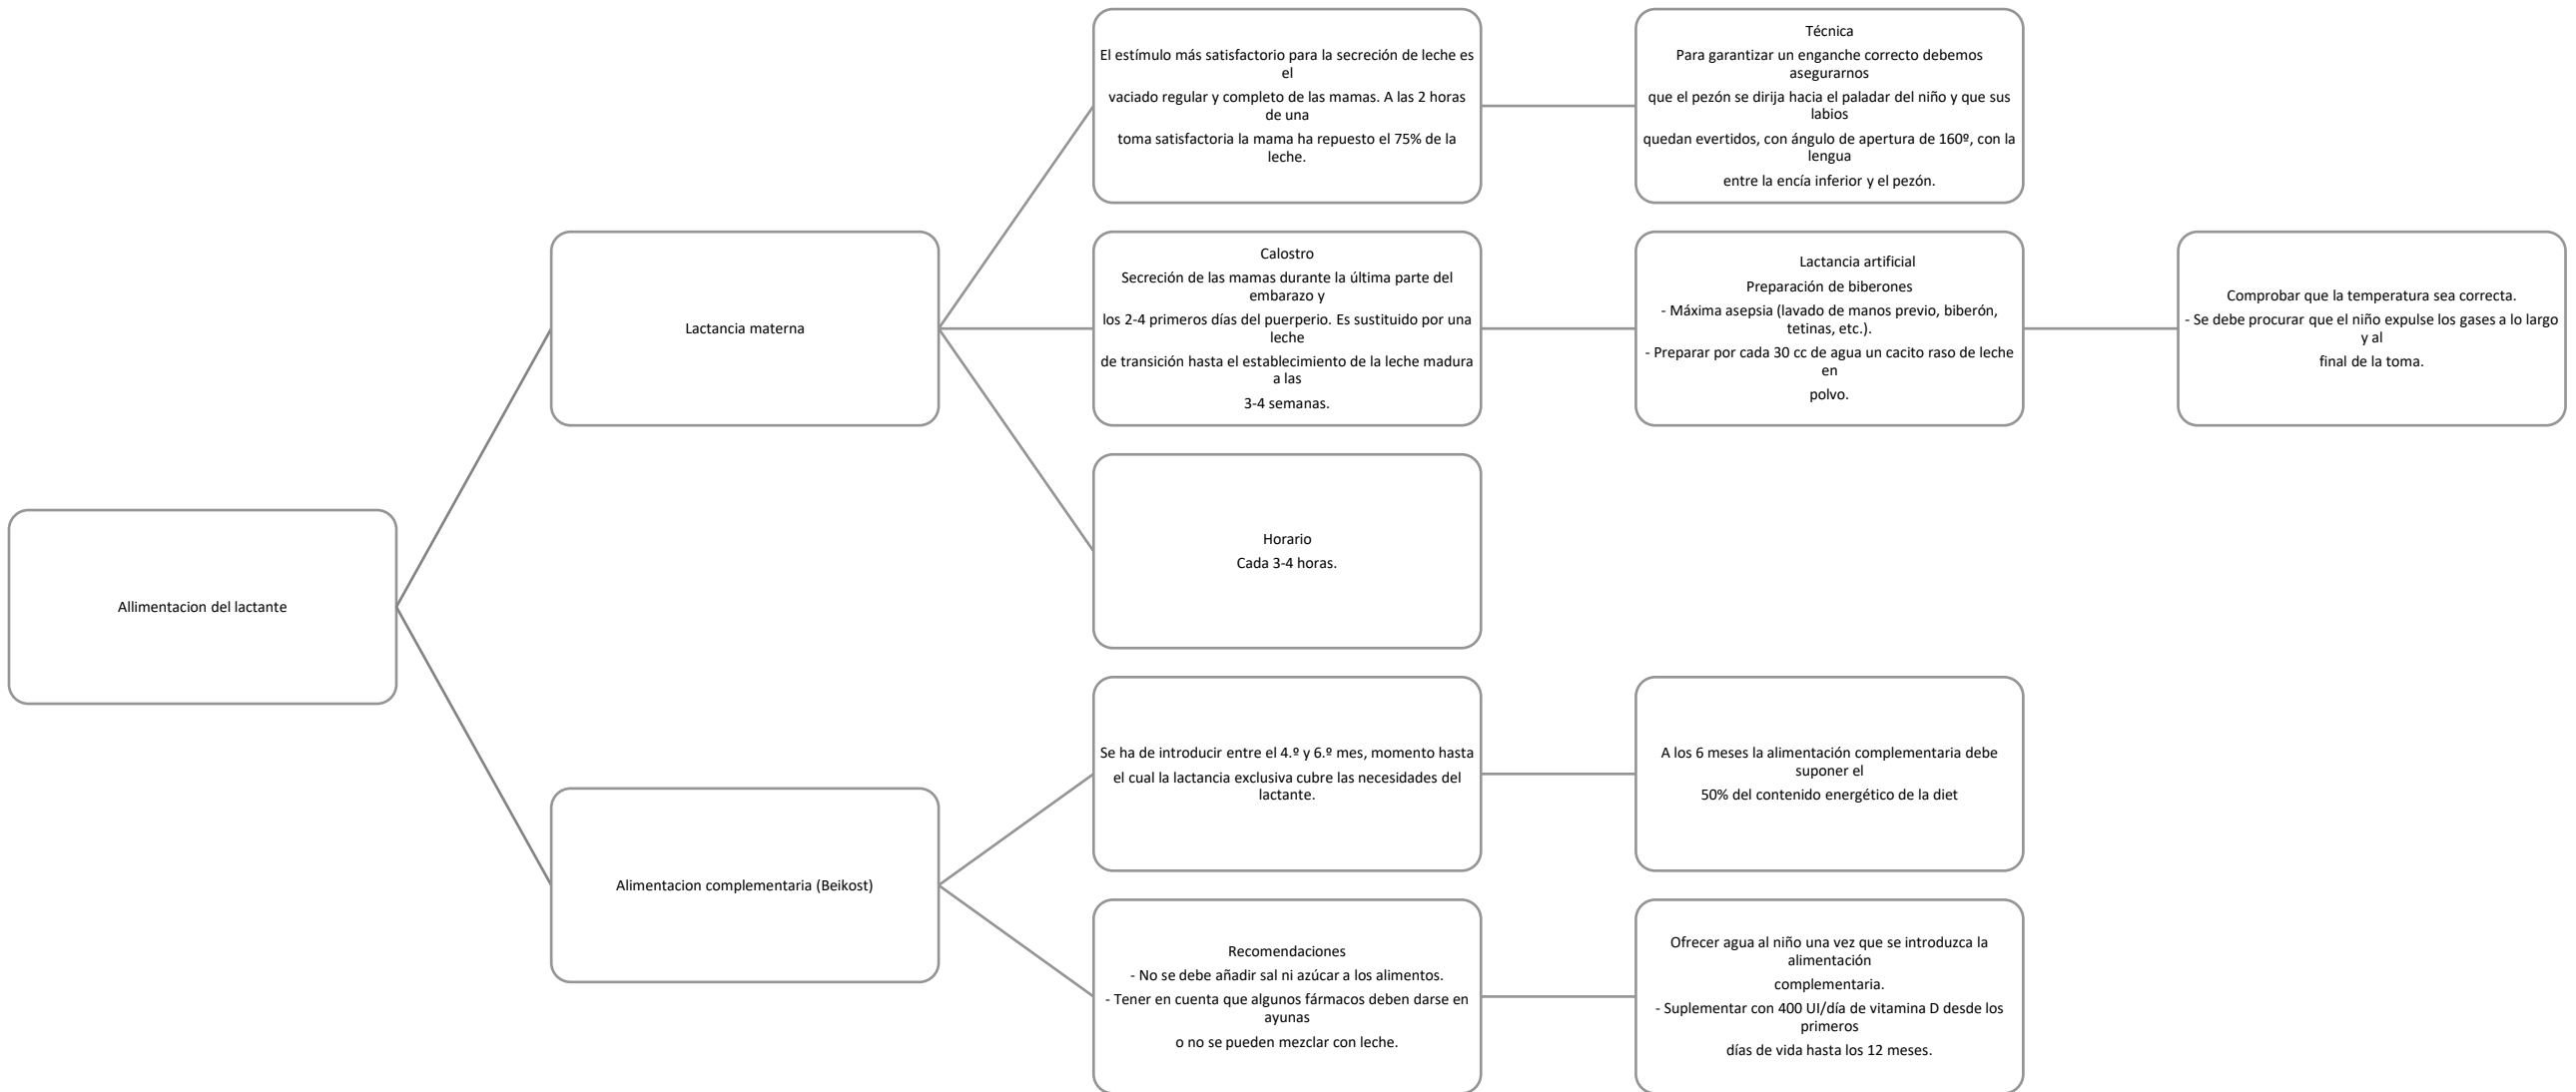 El estímulo más satisfactorio para la secreción de leche es
el
vaciado regular y completo de las mamas. A las 2 horas
de una
toma satisfactoria la mama ha repuesto el 75% de la
leche.
Técnica
Para garantizar un enganche correcto debemos
asegurarnos
que el pezón se dirija hacia el paladar del niño y que sus
labios
quedan evertidos, con ángulo de apertura de 160º, con la
lengua
entre la encía inferior y el pezón.
Lactancia materna
Calostro
Secreción de las mamas durante la última parte del
embarazo y
los 2-4 primeros días del puerperio. Es sustituido por una
leche
de transición hasta el establecimiento de la leche madura
a las
3-4 semanas.
Lactancia artificial
Preparación de biberones
- Máxima asepsia (lavado de manos previo, biberón,
tetinas, etc.).
- Preparar por cada 30 cc de agua un cacito raso de leche
en
polvo.
Comprobar que la temperatura sea correcta.
- Se debe procurar que el niño expulse los gases a lo largo
y al
final de la toma.
Horario
Cada 3-4 horas.
Allimentacion del lactante
Alimentacion complementaria (Beikost)
Se ha de introducir entre el 4.º y 6.º mes, momento hasta
el cual la lactancia exclusiva cubre las necesidades del
lactante.
A los 6 meses la alimentación complementaria debe
suponer el
50% del contenido energético de la diet
Recomendaciones
- No se debe añadir sal ni azúcar a los alimentos.
- Tener en cuenta que algunos fármacos deben darse en
ayunas
o no se pueden mezclar con leche.
Ofrecer agua al niño una vez que se introduzca la
alimentación
complementaria.
- Suplementar con 400 UI/día de vitamina D desde los
primeros
días de vida hasta los 12 meses.